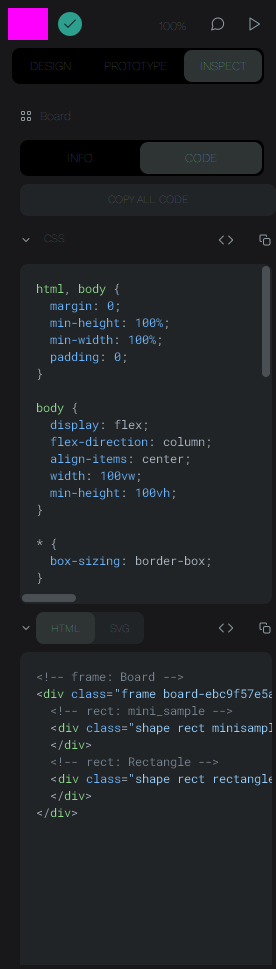 100%
DESIGN PROTOTYPE INSPECT
Board
INFO CODE
COPY ALL CODE
CSS
html, body {
  margin: 0;
  min-height: 100%;
  min-width: 100%;
  padding: 0;
}
body {
  display: flex;
  flex-direction: column;
  align-items: center;
  width: 100vw;
  min-height: 100vh;
}
* {
  box-sizing: border-box;
}
HTML SVG
<!-- frame: Board -->
<div class="frame board-ebc9f57e5a
  <!-- rect: mini_sample -->
  <div class="shape rect minisampl
  </div>
  <!-- rect: Rectangle -->
  <div class="shape rect rectangle
  </div>
</div>